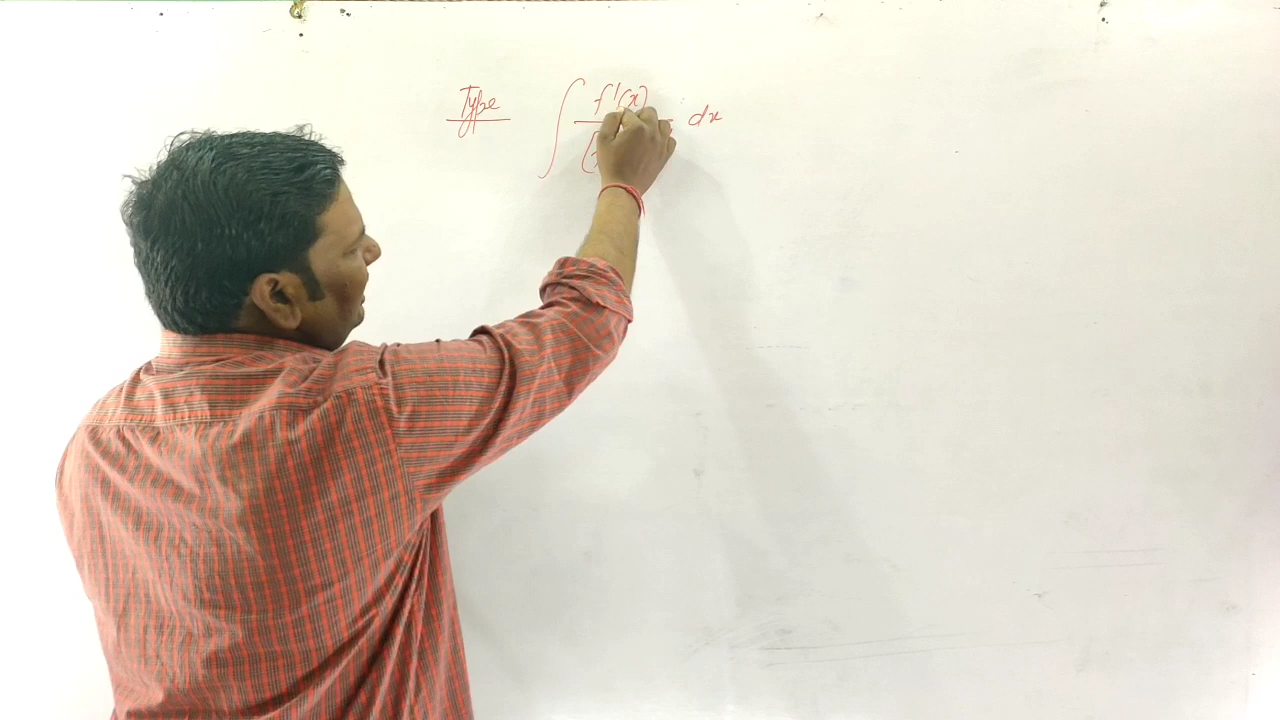 Type ∫ f'(x) / [ dx